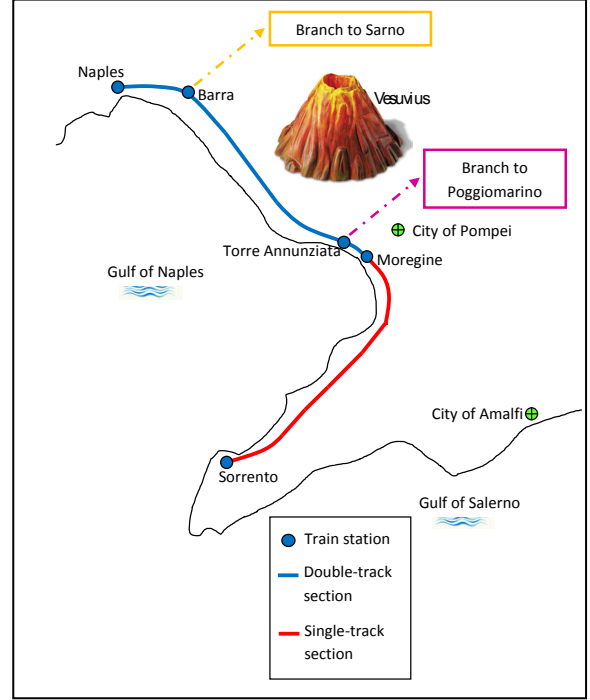 Branch to Sarno
Naples
Barra
Vesuvius
Branch to
Poggiomarino
City of Pompei
Torre Annunziata
Moregine
Gulf of Naples
City of Amalfi
Sorrento
Gulf of Salerno
Train station
Double-track
section
Single-track
section